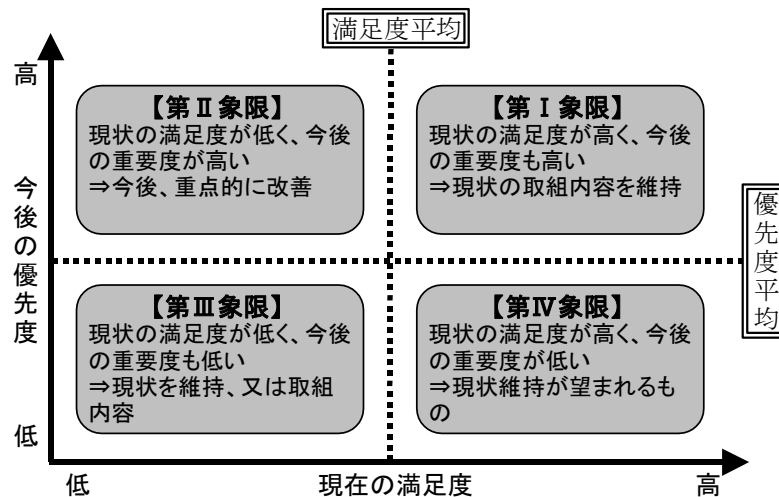 満足度平均
高
【第Ⅱ象限】
現状の満足度が低く、今後
の重要度が高い
⇒今後、重点的に改善
【第Ⅰ象限】
現状の満足度が高く、今後
の重要度も高い
⇒現状の取組内容を維持
今後の優先度
優先度平均
【第Ⅲ象限】
現状の満足度が低く、今後
の重要度も低い
⇒現状を維持、又は取組
内容
【第Ⅳ象限】
現状の満足度が高く、今後
の重要度が低い
⇒現状維持が望まれるも
の
低
低
現在の満足度
高